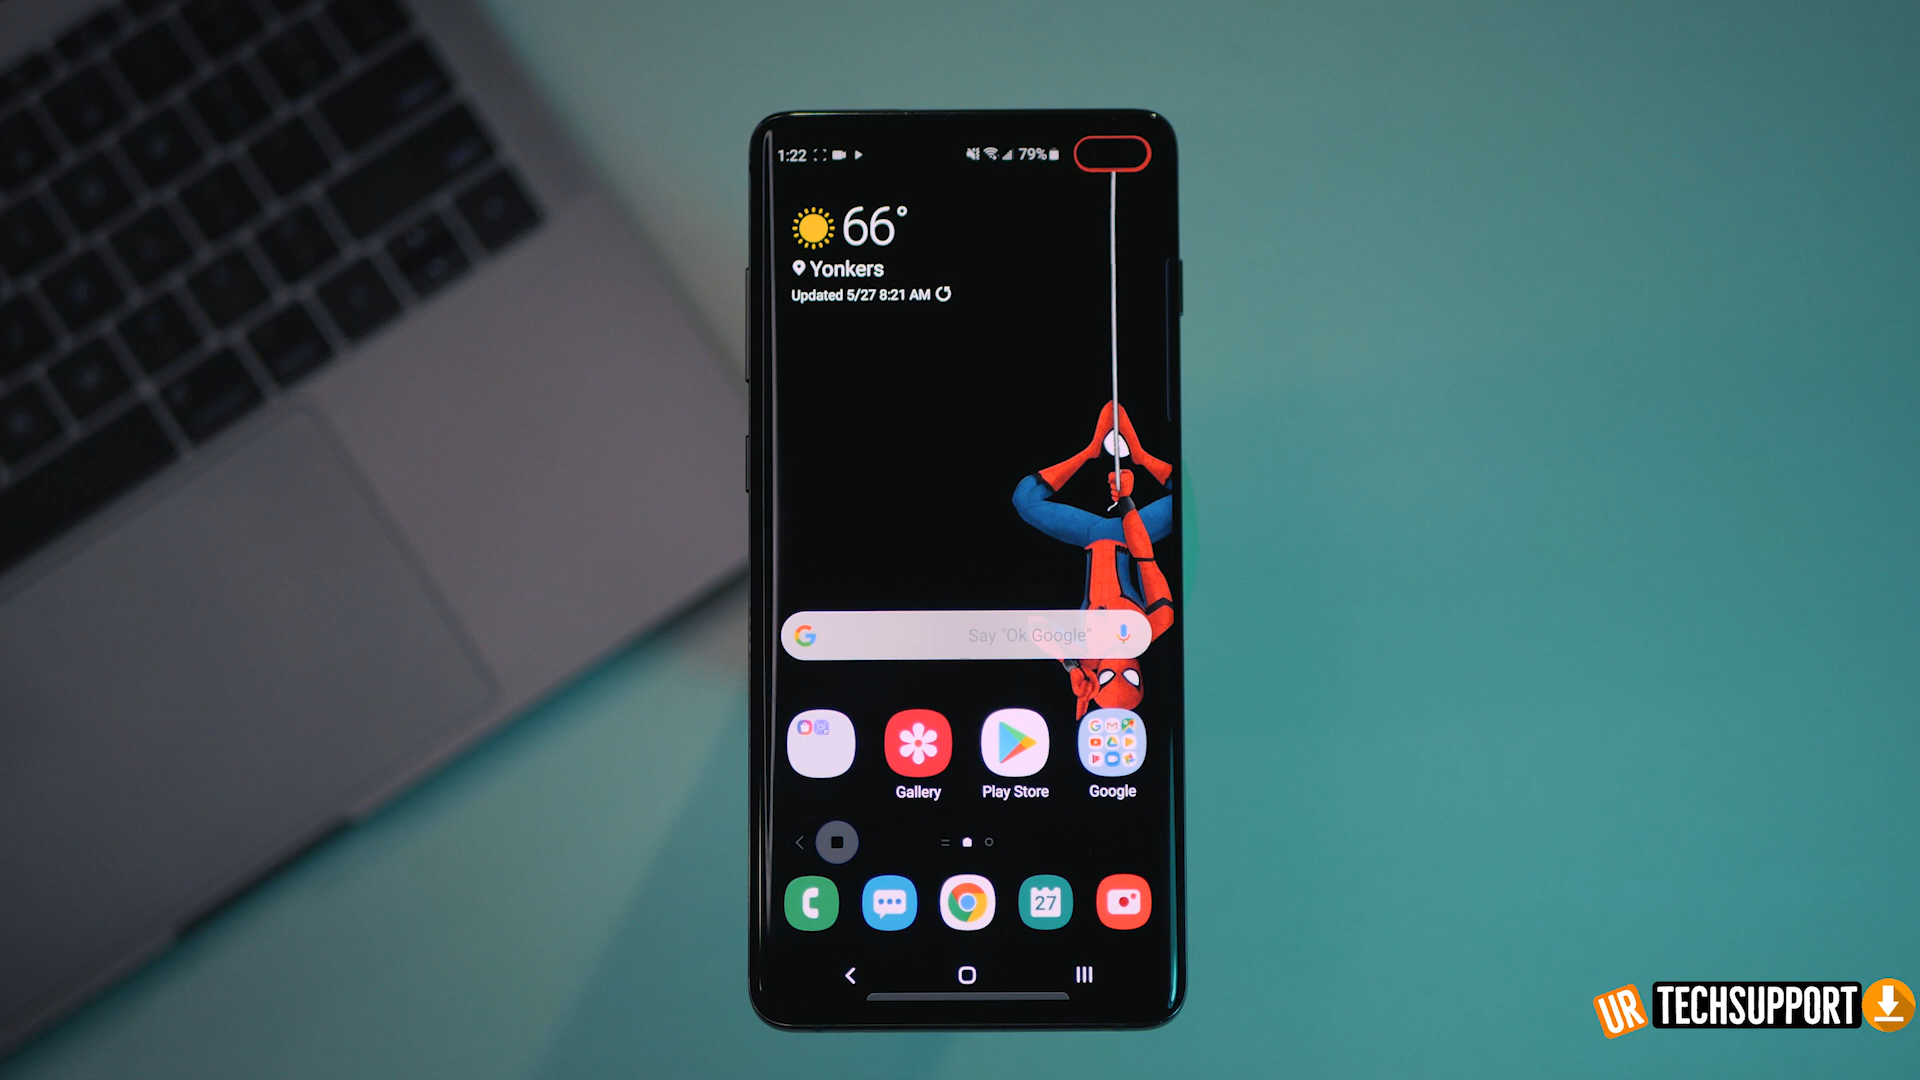 1:22
79%
66°
Yonkers
Updated 5/27 8:21 AM
Say "Ok Google"
Gallery
Play Store
Google
27
UR TECHSUPPORT